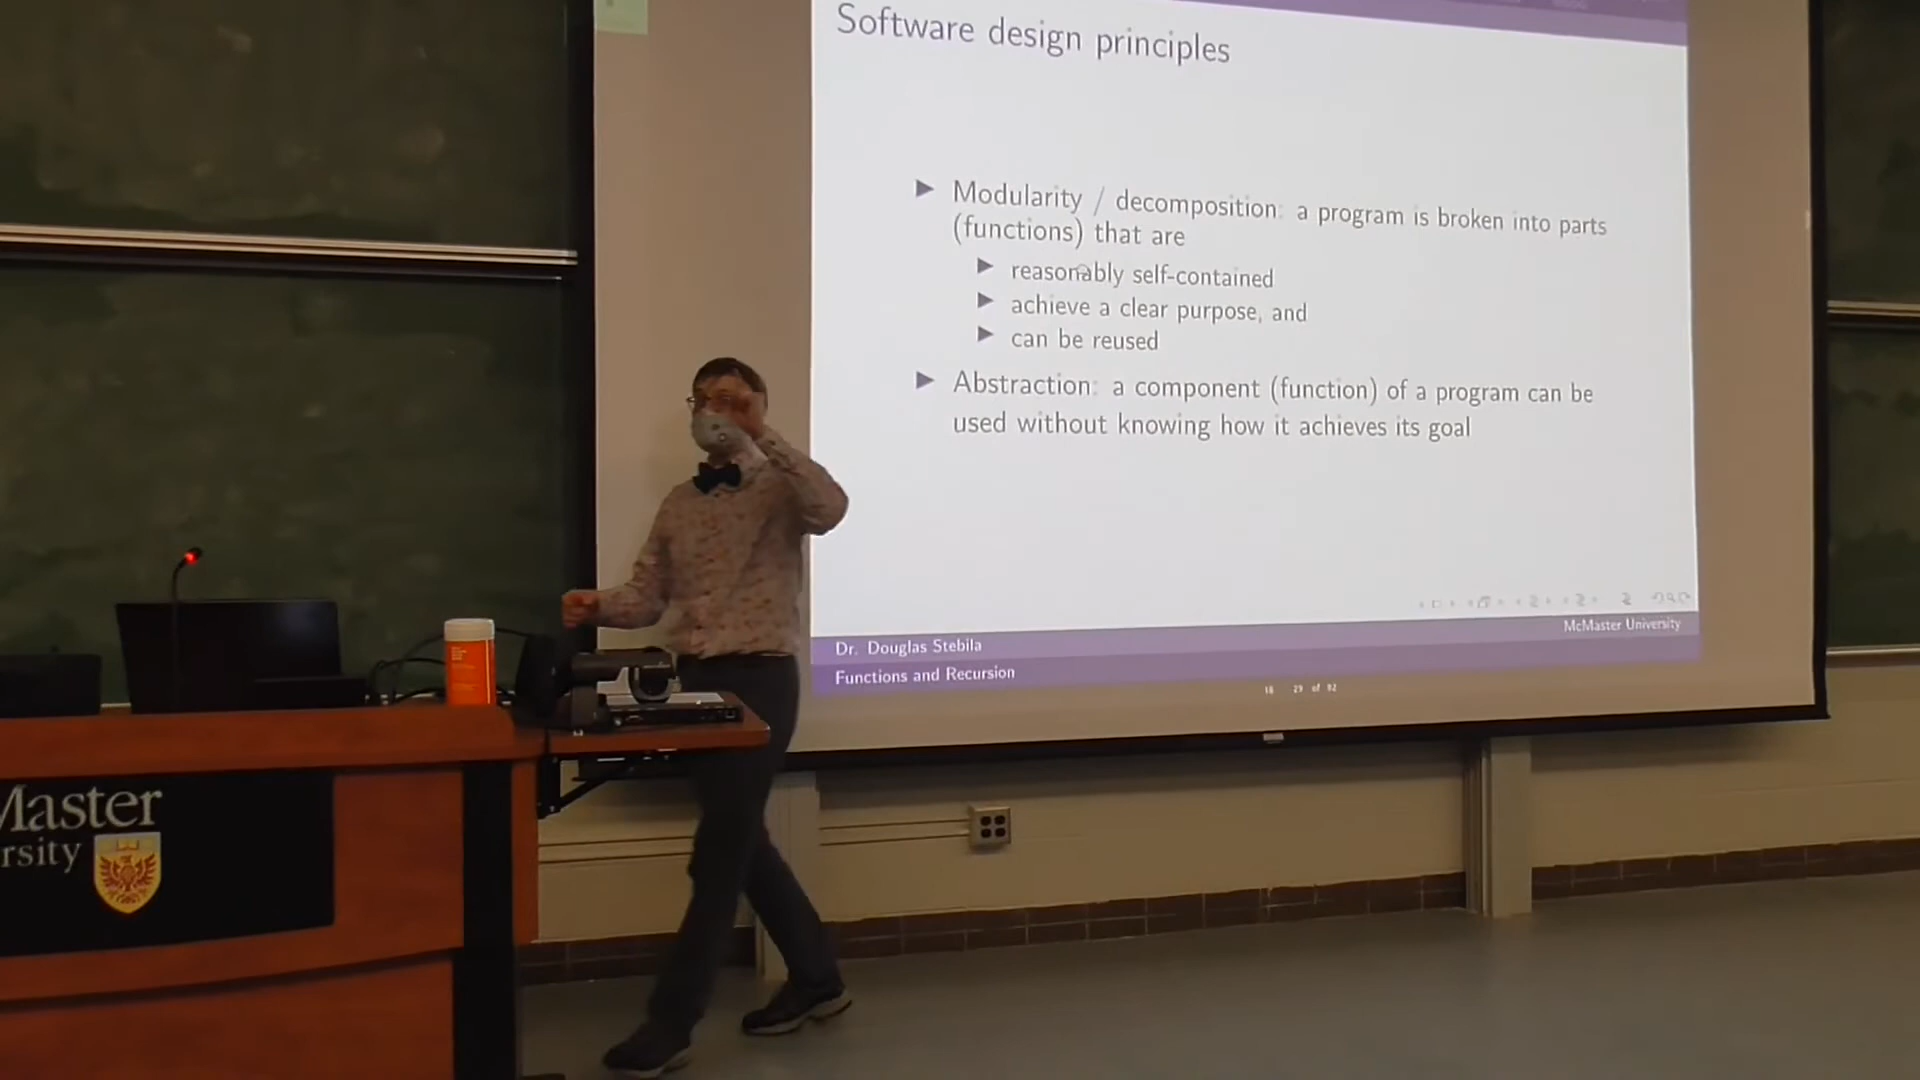 Software design principles
▶ Modularity / decomposition: a program is broken into parts
(functions) that are
▶ reasonably self-contained
▶ achieve a clear purpose, and
▶ can be reused
▶ Abstraction: a component (function) of a program can be
used without knowing how it achieves its goal
McMaster University
Dr. Douglas Stebila
Functions and Recursion
Master
rsity